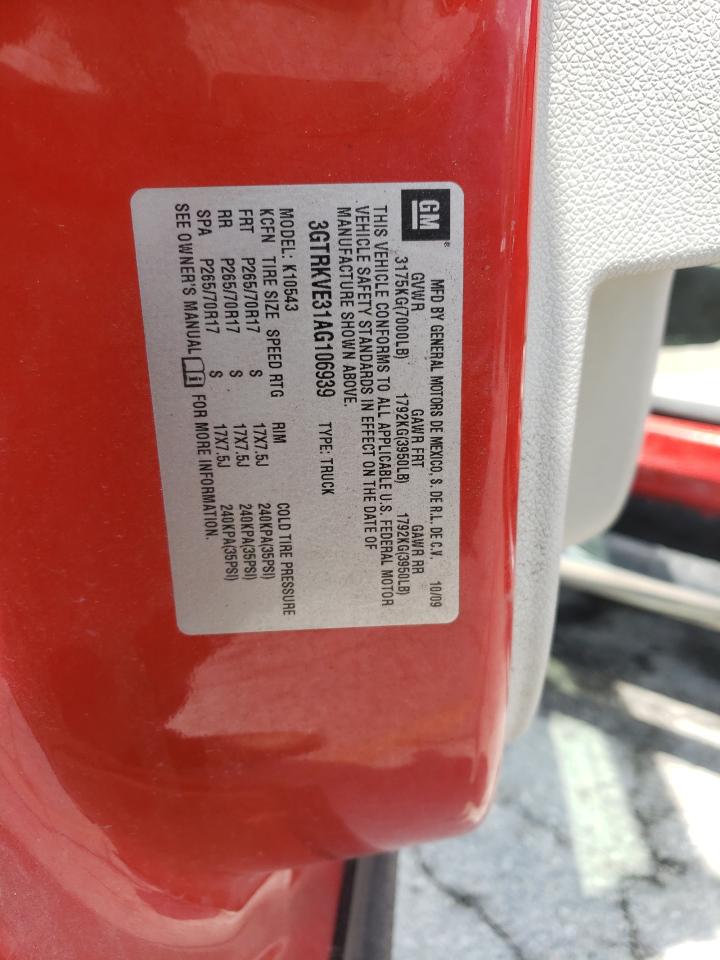 GM®
MFD BY GENERAL MOTORS DE MEXICO, S. DE R.L. DE C.V. 10/09
GVWR GAWR FRT GAWR RR
3175KG(7000LB) 1792KG(3950LB) 1792KG(3950LB)
THIS VEHICLE CONFORMS TO ALL APPLICABLE U.S. FEDERAL MOTOR
VEHICLE SAFETY STANDARDS IN EFFECT ON THE DATE OF
MANUFACTURE SHOWN ABOVE.
3GTRKVE31AG106939 TYPE: TRUCK
MODEL: K10543
KCFN TIRE SIZE SPEED RTG RIM COLD TIRE PRESSURE
FRT P265/70R17 S 17X7.5J 240KPA(35PSI)
RR P265/70R17 S 17X7.5J 240KPA(35PSI)
SPA P265/70R17 S 17X7.5J 240KPA(35PSI)
SEE OWNER'S MANUAL FOR MORE INFORMATION.